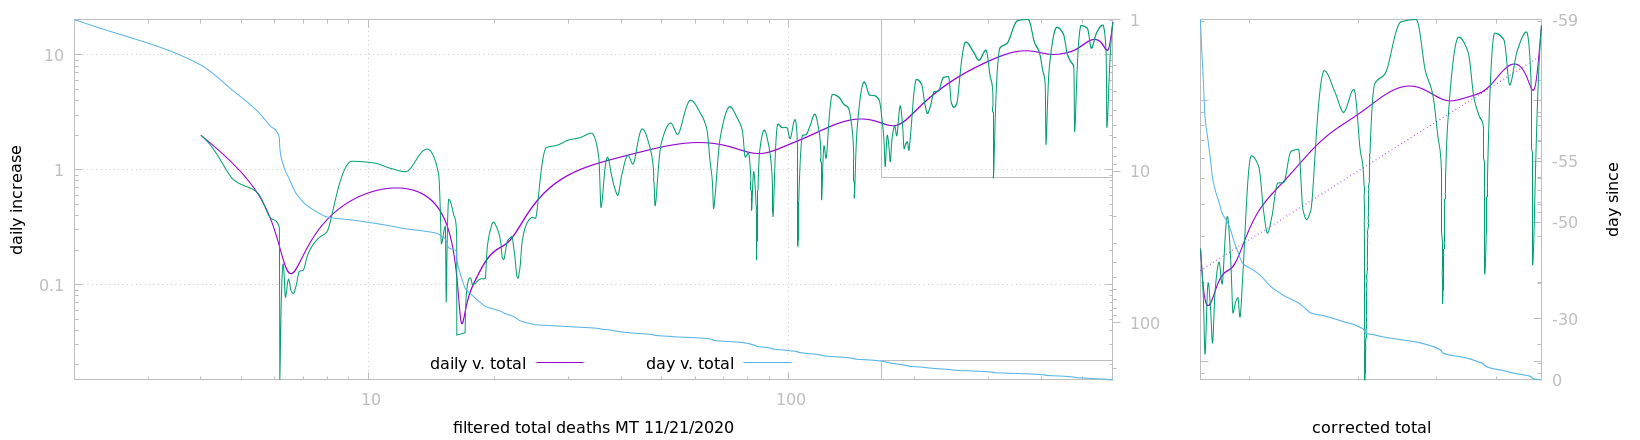 10
1
0.1
daily increase
daily v. total
day v. total
10
100
filtered total deaths MT 11/21/2020
1
10
100
-59
-55
-50
-30
0
day since
corrected total